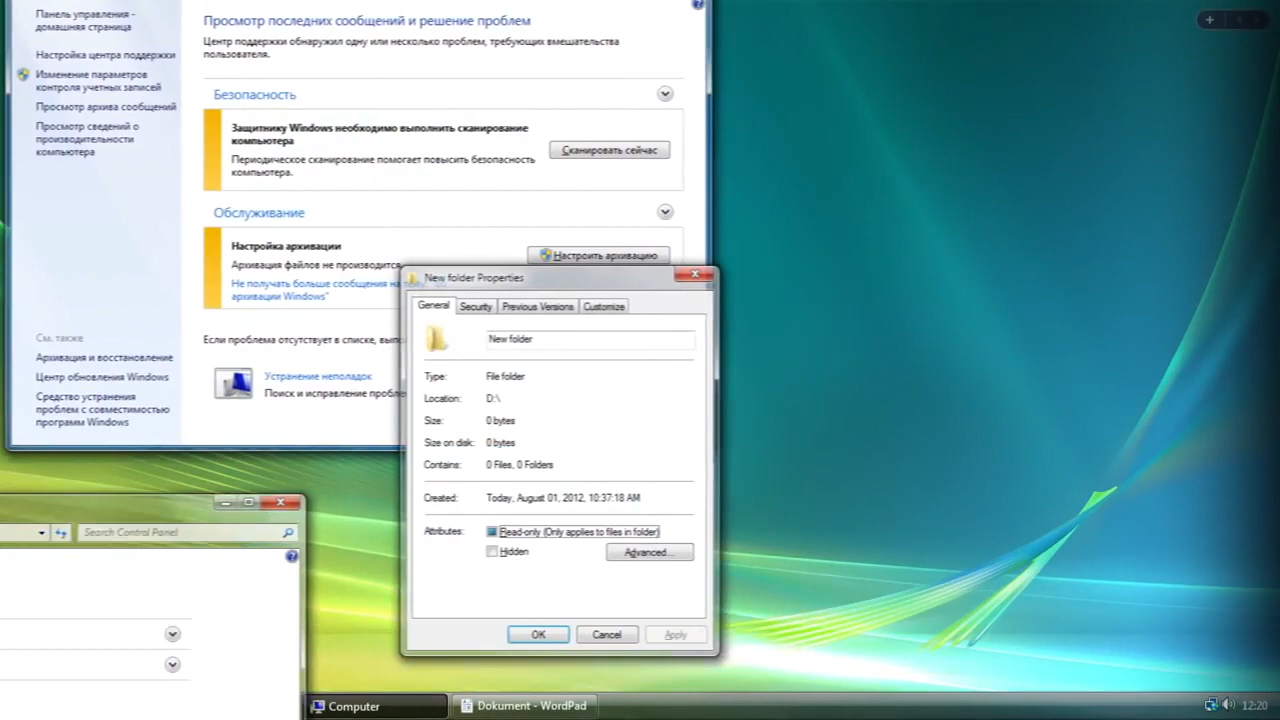 Панель управления -
домашняя страница
Настройка центра поддержки
Изменение параметров
контроля учетных записей
Просмотр архива сообщений
Просмотр сведений о
производительности
компьютера
См. также
Архивация и восстановление
Центр обновления Windows
Средство устранения
проблем с совместимостью
программ Windows
Просмотр последних сообщений и решение проблем
Центр поддержки обнаружил одну или несколько проблем, требующих вмешательства
пользователя.
Безопасность
Защитнику Windows необходимо выполнить сканирование
компьютера
Периодическое сканирование помогает повысить безопасность
компьютера.
Сканировать сейчас
Обслуживание
Настройка архивации
Архивация файлов не производится.
Настроить архивацию
Не получать больше сообщения на
архивации Windows"
Если проблема отсутствует в списке,
Устранение неполадок
Поиск и исправление
New folder Properties
General Security Previous Versions Customize
New folder
Type: File folder
Location: D:\
Size: 0 bytes
Size on disk: 0 bytes
Contains: 0 Files, 0 Folders
Created: Today, August 01, 2012, 10:37:18 AM
Attributes: Read-only (Only applies to files in folder)
Hidden Advanced...
OK Cancel Apply
Search Control Panel
Computer Dokument - WordPad 12:20